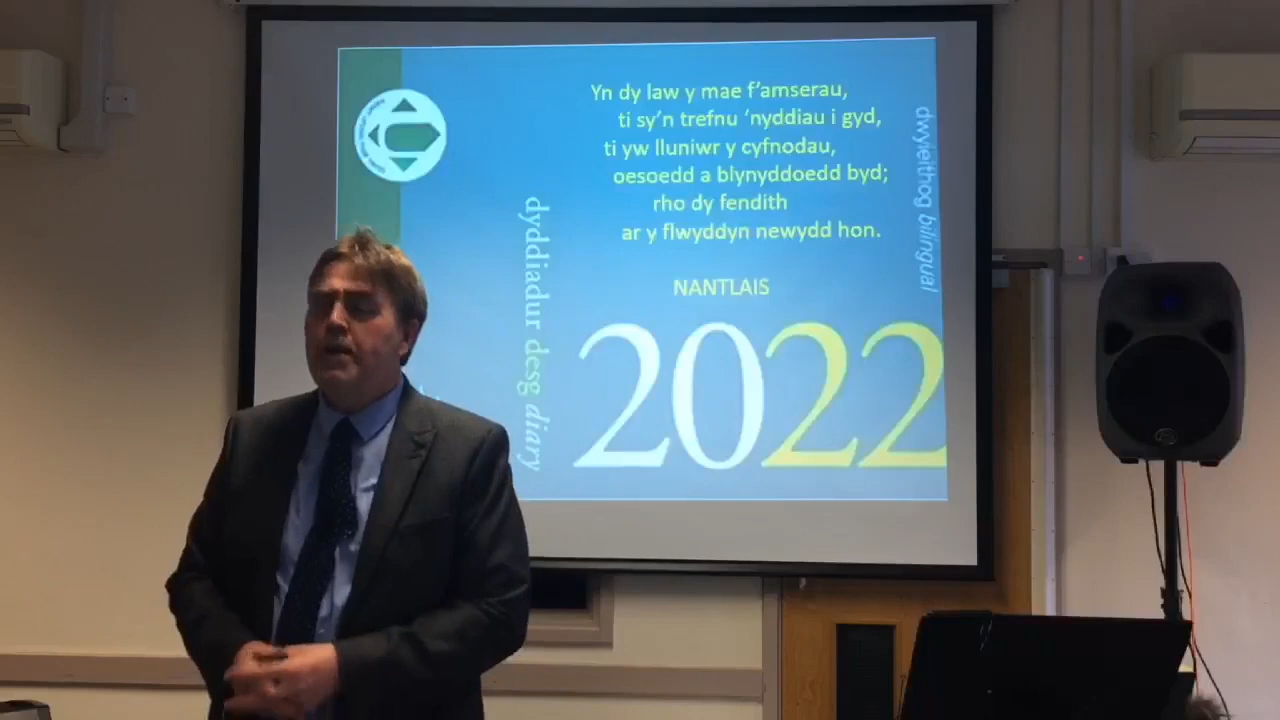 Yn dy law y mae f'amserau,
ti sy'n trefnu 'nyddiau i gyd,
ti yw lluniwr y cyfnodau,
oesoedd a blynyddoedd byd;
rho dy fendith
ar y flwyddyn newydd hon.
NANTLAIS
2022
dyddiadur desg diary
dwyieithog bilingual